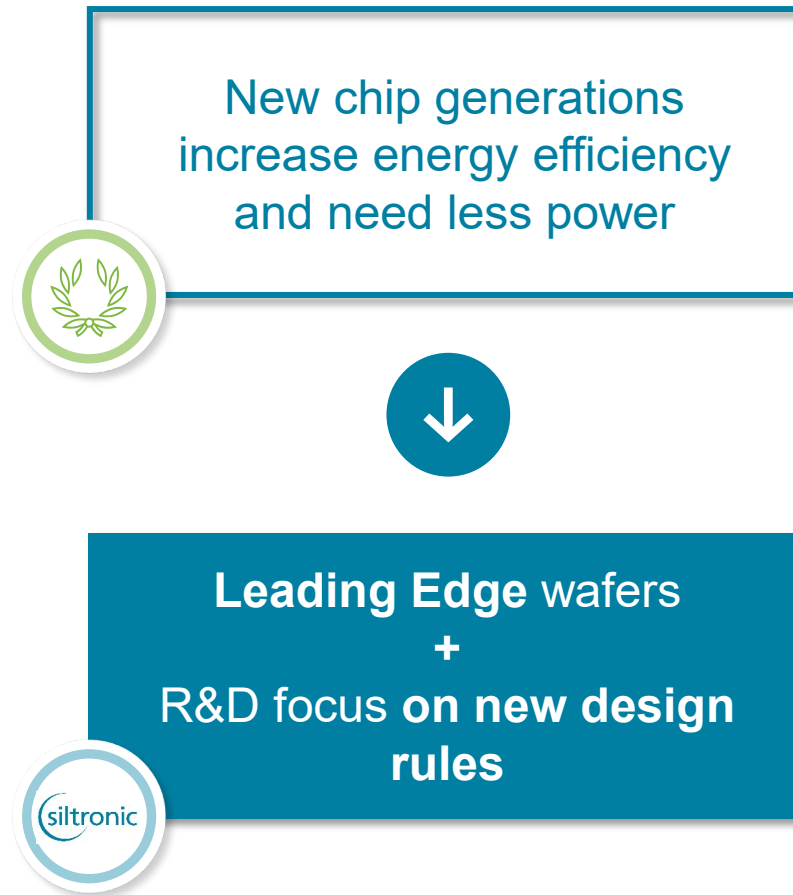 New chip generations
increase energy efficiency
and need less power
Leading Edge wafers
+
R&D focus on new design
rules
siltronic